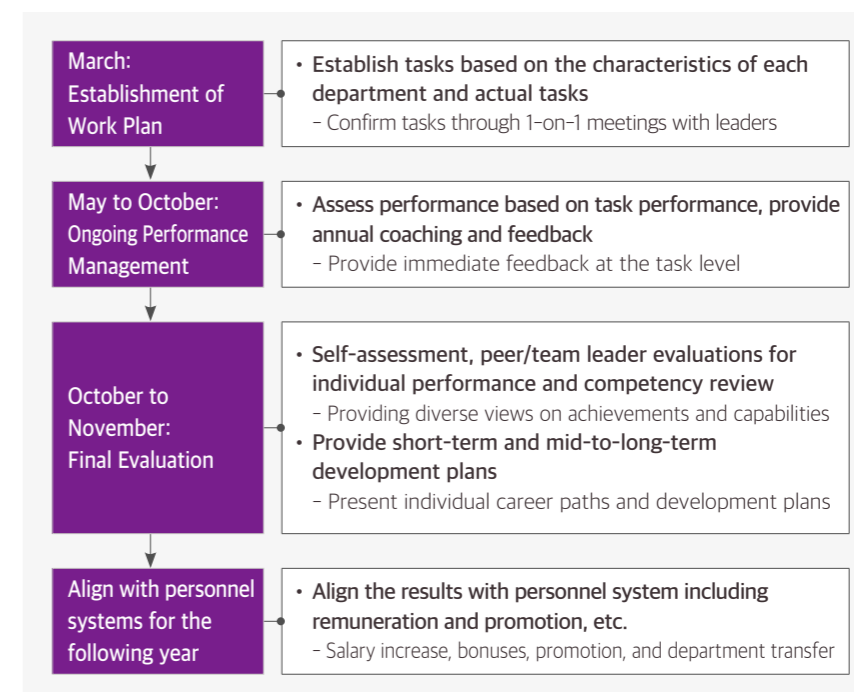 March:
Establishment of
Work Plan
• Establish tasks based on the characteristics of each
department and actual tasks
– Confirm tasks through 1-on-1 meetings with leaders
May to October:
Ongoing Performance
Management
• Assess performance based on task performance, provide
annual coaching and feedback
– Provide immediate feedback at the task level
October to
November:
Final Evaluation
• Self-assessment, peer/team leader evaluations for
individual performance and competency review
– Providing diverse views on achievements and capabilities
• Provide short-term and mid-to-long-term
development plans
– Present individual career paths and development plans
Align with personnel
systems for the
following year
• Align the results with personnel system including
remuneration and promotion, etc.
– Salary increase, bonuses, promotion, and department transfer